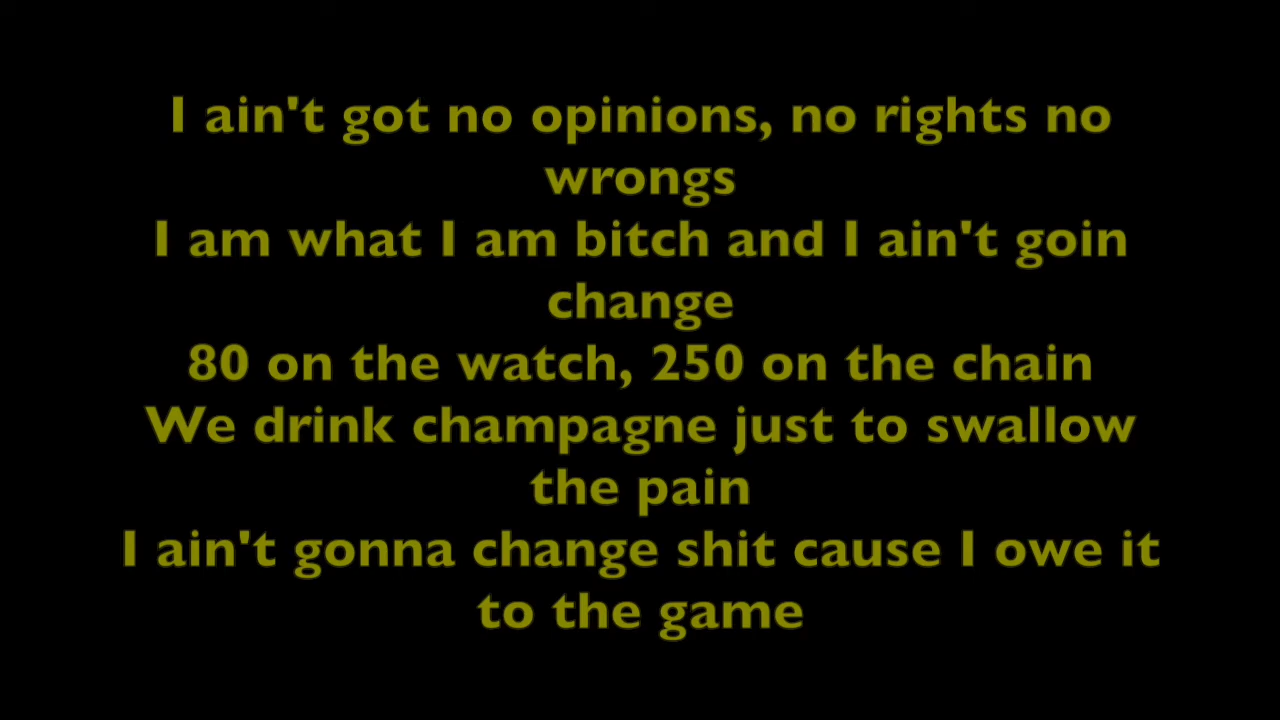 I ain't got no opinions, no rights no
wrongs
I am what I am bitch and I ain't goin
change
80 on the watch, 250 on the chain
We drink champagne just to swallow
the pain
I ain't gonna change shit cause I owe it
to the game